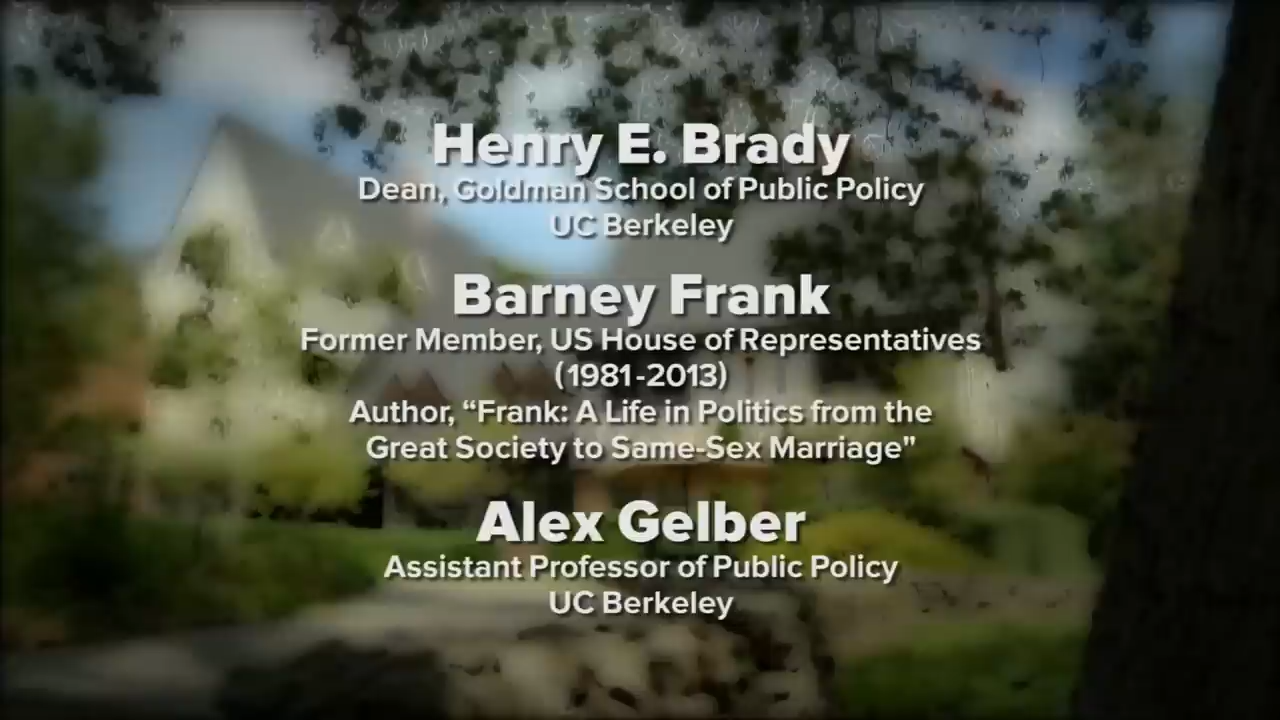 Henry E. Brady
Dean, Goldman School of Public Policy
UC Berkeley
Barney Frank
Former Member, US House of Representatives
(1981-2013)
Author, “Frank: A Life in Politics from the
Great Society to Same-Sex Marriage"
Alex Gelber
Assistant Professor of Public Policy
UC Berkeley